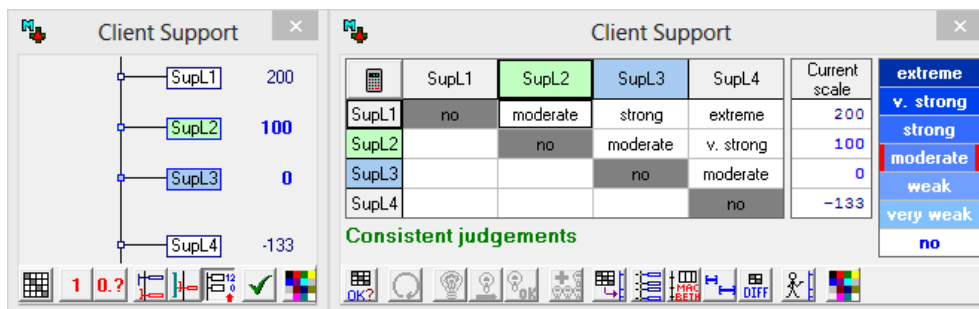 Client Support
SupL1 200
SupL2 100
SupL3 0
SupL4 -133
1 0.?
Client Support
SupL1 SupL2 SupL3 SupL4 Current scale
SupL1 no moderate strong extreme 200
SupL2 no moderate v. strong 100
SupL3 no moderate 0
SupL4 no -133
Consistent judgements
extreme
v. strong
strong
moderate
weak
very weak
no
OK? OK MAC BETH DIFF